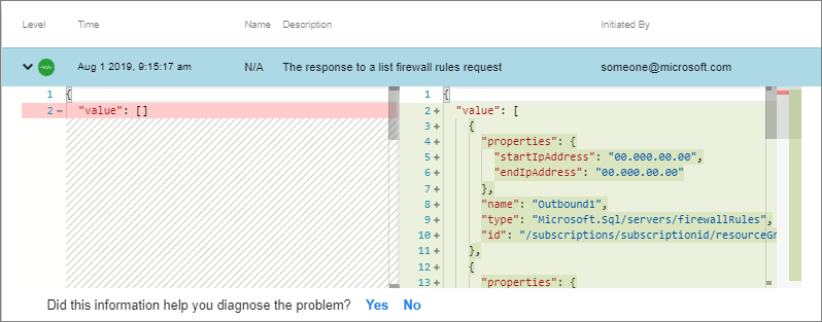 Level Time Name Description Initiated By
Aug 1 2019, 9:15:17 am N/A The response to a list firewall rules request someone@microsoft.com
1 {
2 - "value": []
1 {
2 + "value": [
3 + {
4 + "properties": {
5 + "startIpAddress": "00.000.00.00",
6 + "endIpAddress": "00.000.00.00"
7 + },
8 + "name": "Outbound1",
9 + "type": "Microsoft.Sql/servers/firewallRules",
10 + "id": "/subscriptions/subscriptionid/resourceGr
11 + },
12 + {
13 + "properties": {
Did this information help you diagnose the problem? Yes No